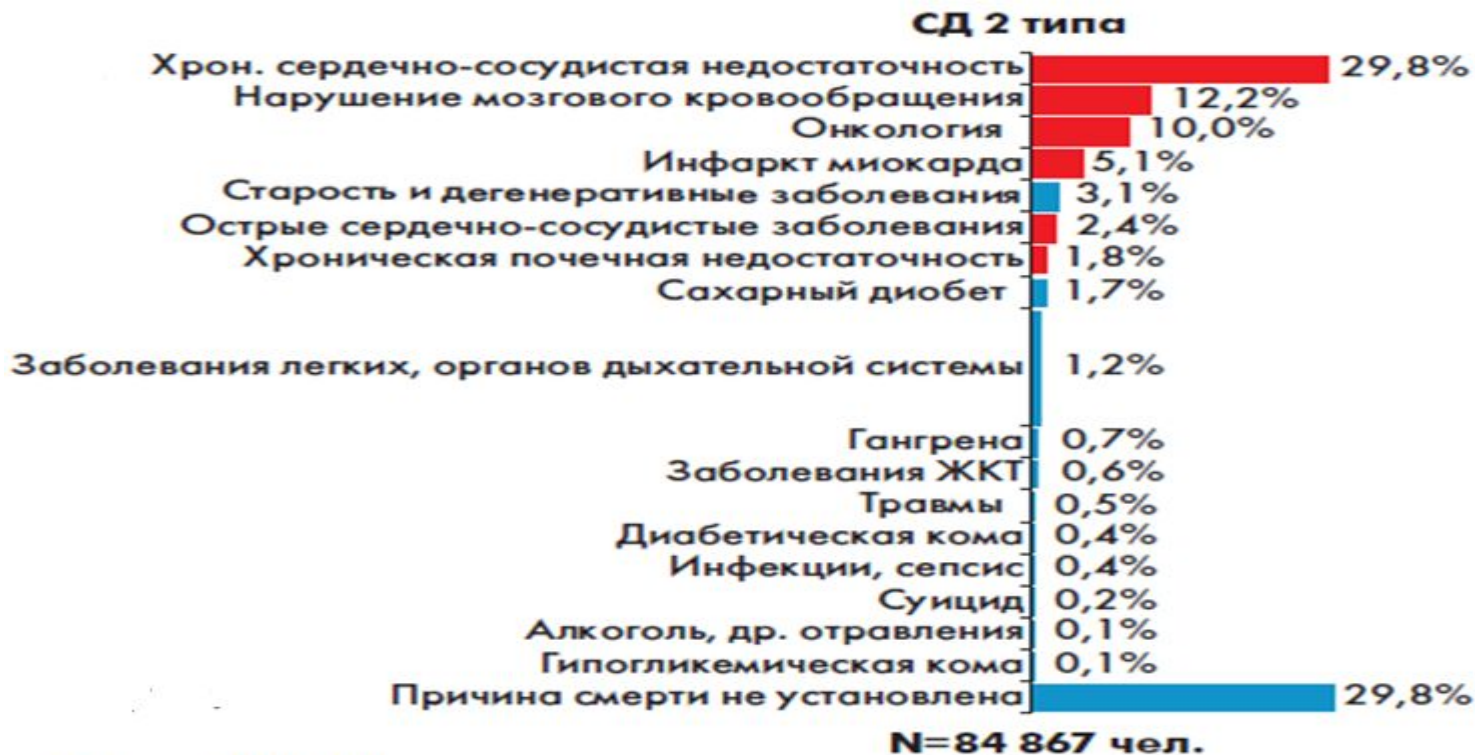 СД 2 типа
Хрон. сердечно-сосудистая недостаточность 29,8%
Нарушение мозгового кровообращения 12,2%
Онкология 10,0%
Инфаркт миокарда 5,1%
Старость и дегенеративные заболевания 3,1%
Острые сердечно-сосудистые заболевания 2,4%
Хроническая почечная недостаточность 1,8%
Сахарный диобет 1,7%
Заболевания легких, органов дыхательной системы 1,2%
Гангрена 0,7%
Заболевания ЖКТ 0,6%
Травмы 0,5%
Диабетическая кома 0,4%
Инфекции, сепсис 0,4%
Суицид 0,2%
Алкоголь, др. отравления 0,1%
Гипогликемическая кома 0,1%
Причина смерти не установлена 29,8%
N=84 867 чел.